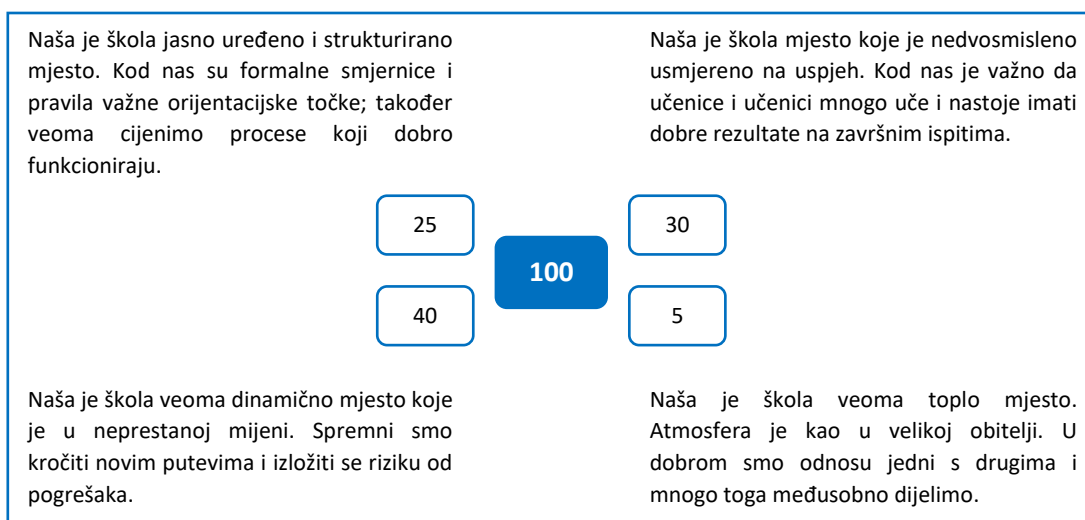 Naša je škola jasno uređeno i strukturirano
mjesto. Kod nas su formalne smjernice i
pravila važne orijentacijske točke; također
veoma cijenimo procese koji dobro
funkcioniraju.
Naša je škola mjesto koje je nedvosmisleno
usmjereno na uspjeh. Kod nas je važno da
učenice i učenici mnogo uče i nastoje imati
dobre rezultate na završnim ispitima.
25
30
100
40
5
Naša je škola veoma dinamično mjesto koje
je u neprestanoj mijeni. Spremni smo
kročiti novim putevima i izložiti se riziku od
pogrešaka.
Naša je škola veoma toplo mjesto.
Atmosfera je kao u velikoj obitelji. U
dobrom smo odnosu jedni s drugima i
mnogo toga međusobno dijelimo.